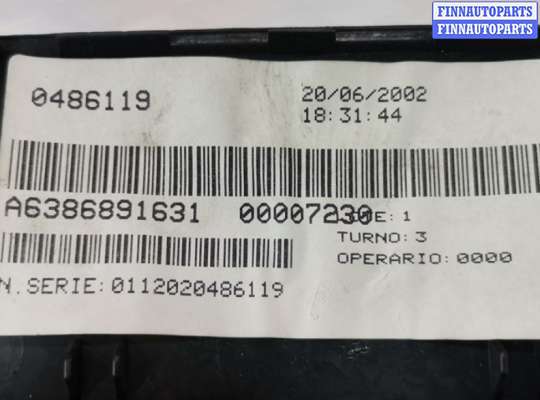 FINNAUTOPARTS
FINNAUTOPARTS
0486119
20/06/2002
18:31:44
A6386891631 00007230
:1
TURNO:3
OPERARIO:0000
N.SERIE:0112020486119